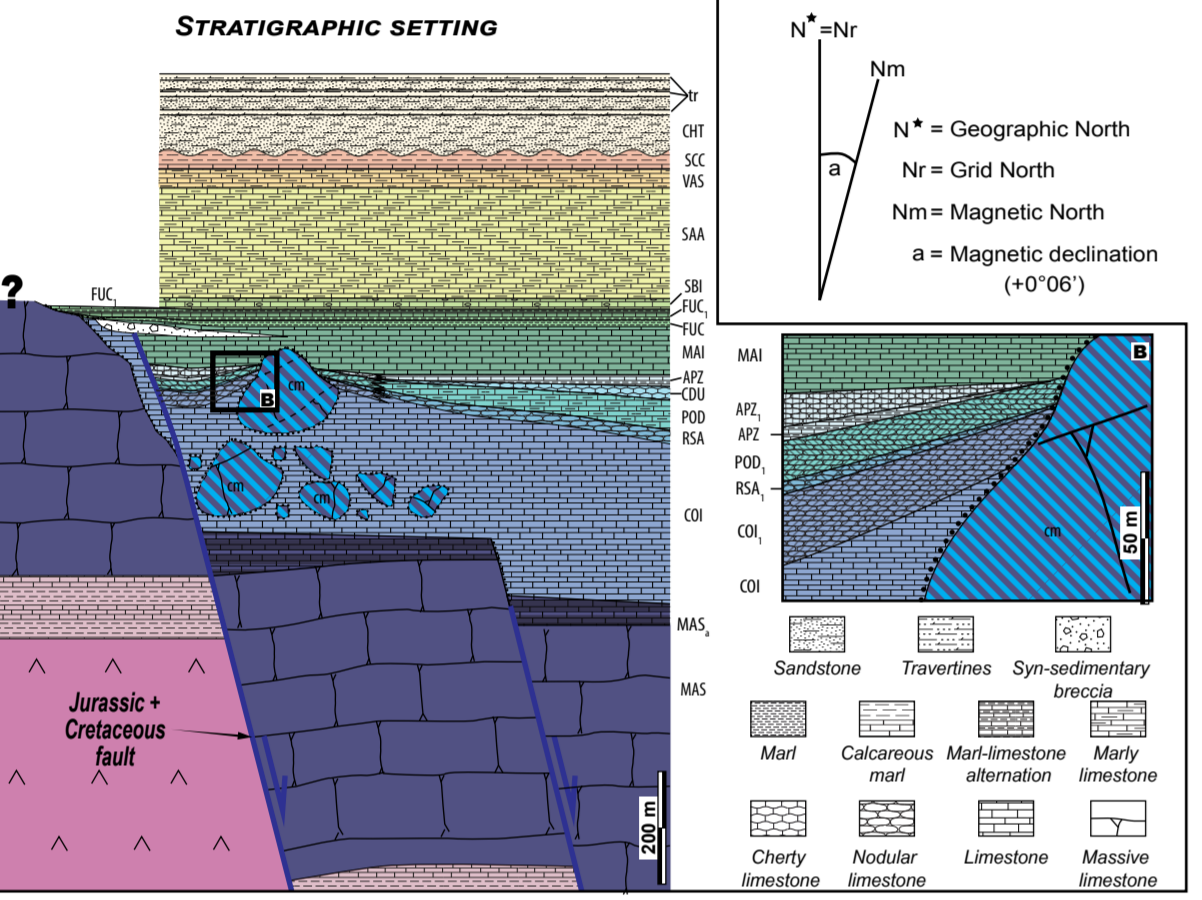 STRATIGRAPHIC SETTING
tr
CHT
SCC
VAS
SAA
SBI
FUC1
FUC
MAI
APZ
CDU
POD
RSA
COI
MASa
MAS
?
FUC1
cm
B
cm
cm
Jurassic +
Cretaceous
fault
200 m
N★=Nr
Nm
a
N★ = Geographic North
Nr = Grid North
Nm = Magnetic North
a = Magnetic declination
(+0°06’)
B
MAI
APZ1
APZ
POD1
RSA1
COI1
COI
cm
50 m
Sandstone
Travertines
Syn-sedimentary
breccia
Marl
Calcareous
marl
Marl-limestone
alternation
Marly
limestone
Cherty
limestone
Nodular
limestone
Limestone
Massive
limestone